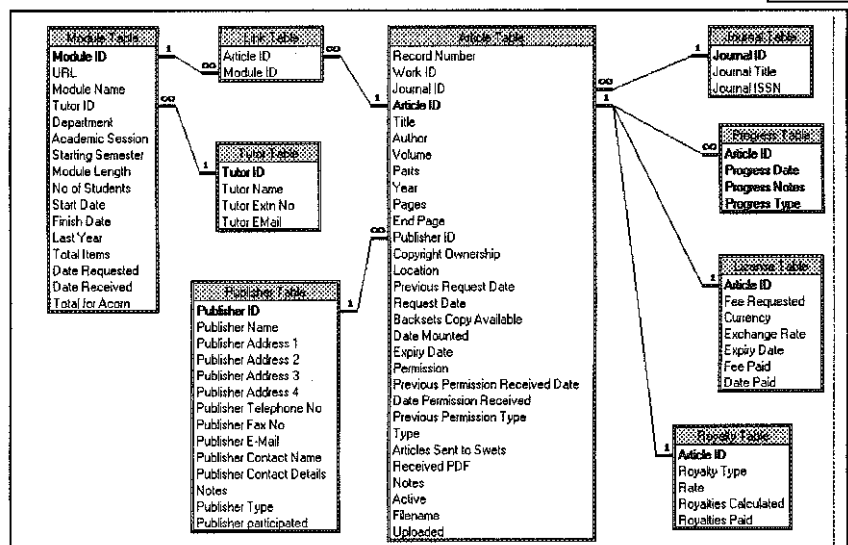 Module Table
Module ID
URL
Module Name
Tutor ID
Department
Academic Session
Starting Semester
Module Length
No of Students
Start Date
Finish Date
Last Year
Total Items
Date Requested
Date Received
Total for Acorn
1
∞
∞
1
Link Table
Article ID
Module ID
∞
1
Tutor Table
Tutor ID
Tutor Name
Tutor Extn No
Tutor EMail
Publisher Table
Publisher ID
Publisher Name
Publisher Address 1
Publisher Address 2
Publisher Address 3
Publisher Address 4
Publisher Telephone No
Publisher Fax No
Publisher E-Mail
Publisher Contact Name
Publisher Contact Details
Notes
Publisher Type
Publisher participated
1
∞
Article Table
Record Number
Work ID
Journal ID
Article ID
Title
Author
Volume
Parts
Year
Pages
End Page
Publisher ID
Copyright Ownership
Location
Previous Request Date
Request Date
Backsets Copy Available
Date Mounted
Expiry Date
Permission
Previous Permission Received Date
Date Permission Received
Previous Permission Type
Type
Articles Sent to Swets
Received PDF
Notes
Active
Filename
Uploaded
∞
1
1
Journal Table
Journal ID
Journal Title
Journal ISSN
∞
Progress Table
Article ID
Progress Date
Progress Notes
Progress Type
1
License Table
Article ID
Fee Requested
Currency
Exchange Rate
Expiry Date
Fee Paid
Date Paid
1
Royalty Table
Article ID
Royalty Type
Rate
Royalties Calculated
Royalties Paid